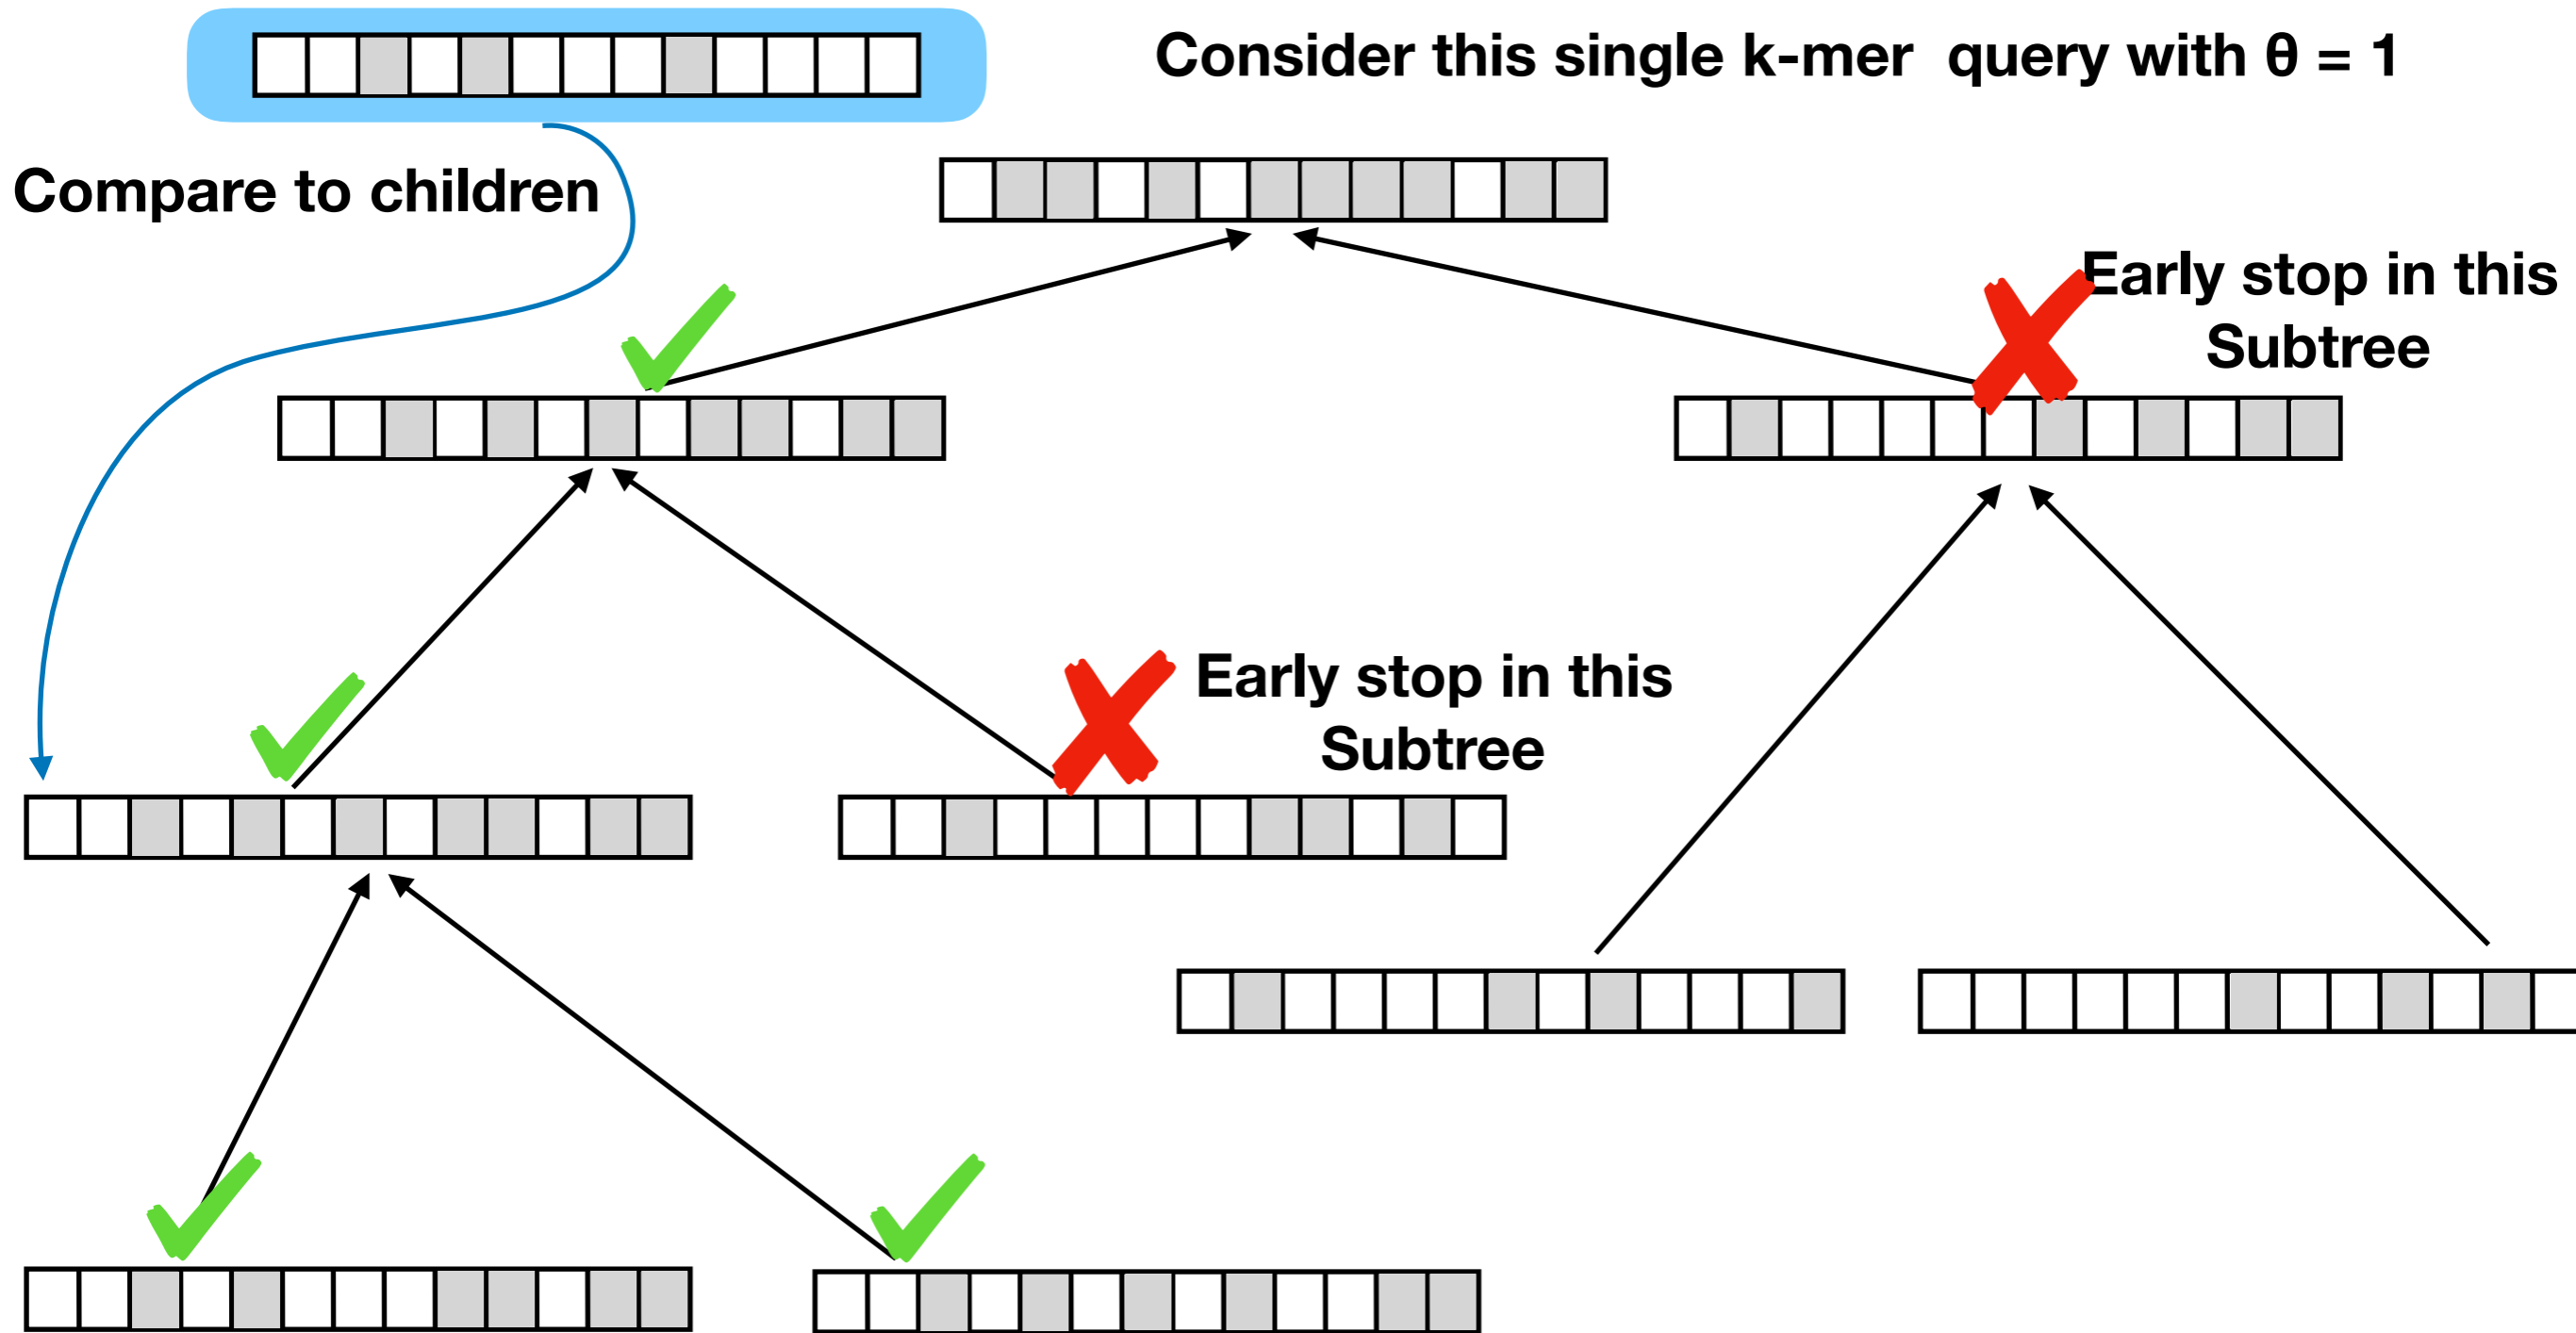 Consider this single k-mer  query with θ = 1
Compare to children
Early stop in this
Subtree
Early stop in this
Subtree